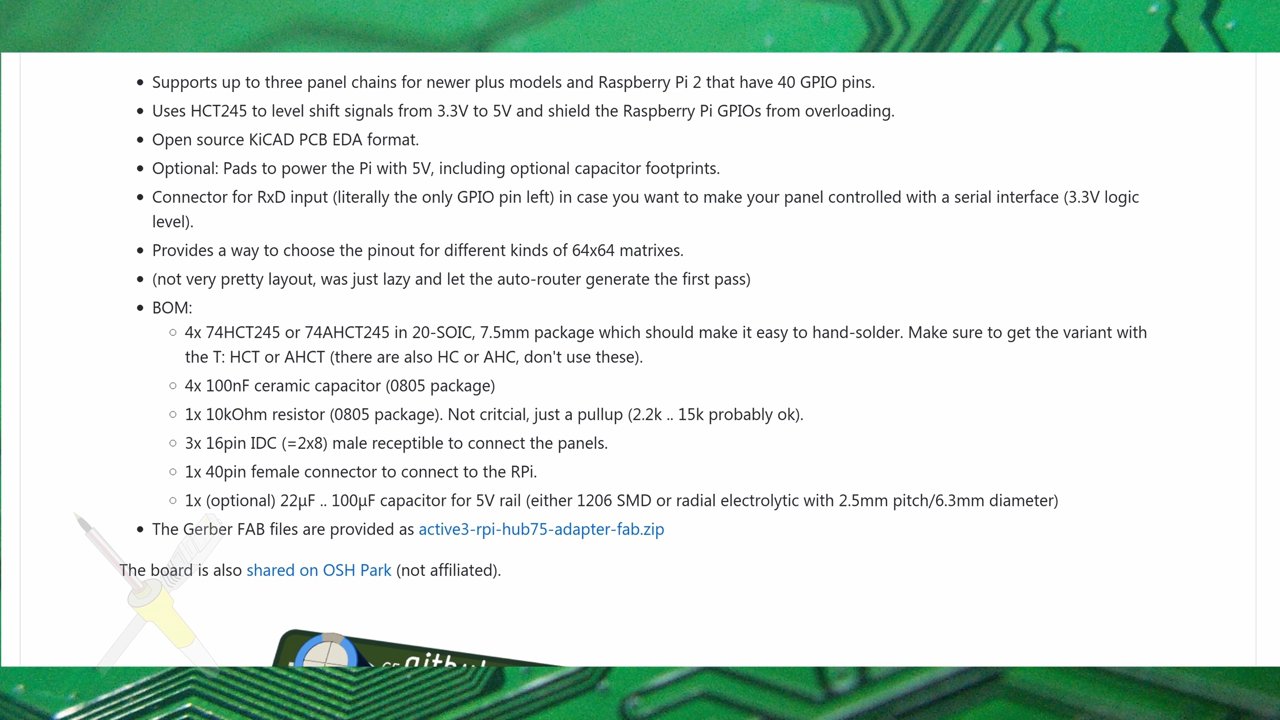 • Supports up to three panel chains for newer plus models and Raspberry Pi 2 that have 40 GPIO pins.
• Uses HCT245 to level shift signals from 3.3V to 5V and shield the Raspberry Pi GPIOs from overloading.
• Open source KiCAD PCB EDA format.
• Optional: Pads to power the Pi with 5V, including optional capacitor footprints.
• Connector for RxD input (literally the only GPIO pin left) in case you want to make your panel controlled with a serial interface (3.3V logic
level).
• Provides a way to choose the pinout for different kinds of 64x64 matrixes.
• (not very pretty layout, was just lazy and let the auto-router generate the first pass)
• BOM:
○ 4x 74HCT245 or 74AHCT245 in 20-SOIC, 7.5mm package which should make it easy to hand-solder. Make sure to get the variant with
the T: HCT or AHCT (there are also HC or AHC, don't use these).
○ 4x 100nF ceramic capacitor (0805 package)
○ 1x 10kOhm resistor (0805 package). Not critcial, just a pullup (2.2k .. 15k probably ok).
○ 3x 16pin IDC (=2x8) male receptible to connect the panels.
○ 1x 40pin female connector to connect to the RPi.
○ 1x (optional) 22µF .. 100µF capacitor for 5V rail (either 1206 SMD or radial electrolytic with 2.5mm pitch/6.3mm diameter)
• The Gerber FAB files are provided as active3-rpi-hub75-adapter-fab.zip
The board is also shared on OSH Park (not affiliated).